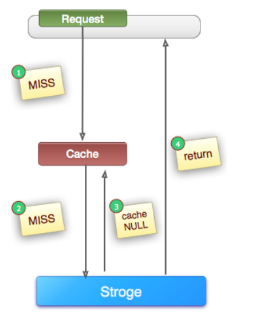 Request
1
MISS
Cache
4
return
2
MISS
3
cache
NULL
Stroge